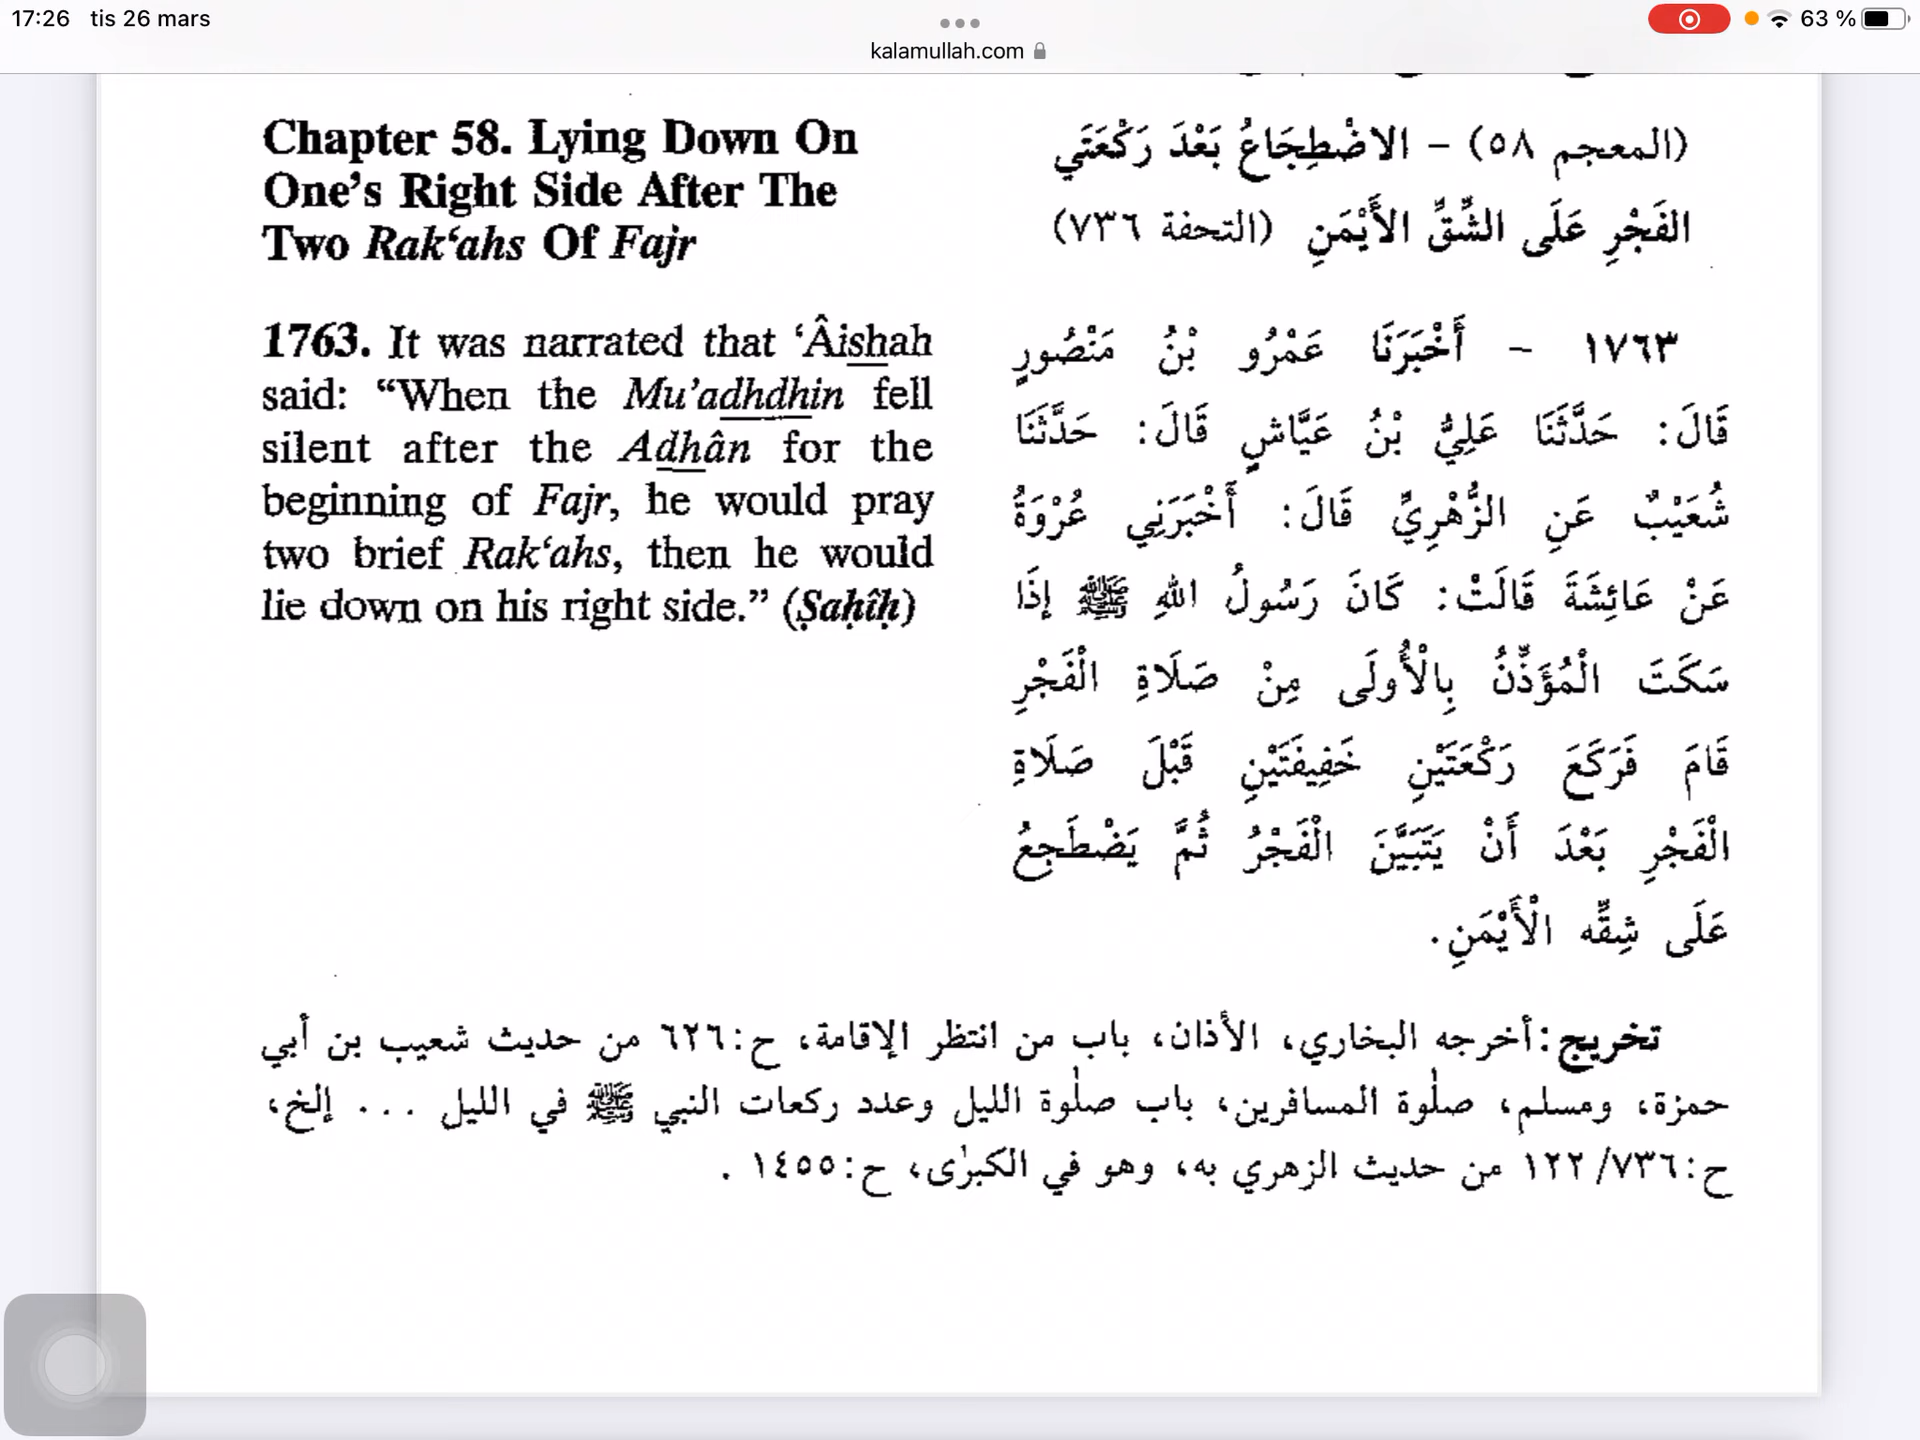 17:26 tis 26 mars
63 %
kalamullah.com
Chapter 58. Lying Down On
One's Right Side After The
Two Rak'ahs Of Fajr
(المعجم ٥٨) - الاضْطِجَاعُ بَعْدَ رَكْعَتَي
الفَجْرِ عَلَى الشِّقِّ الأَيْمَنِ (التحفة ٧٣٦)
1763. It was narrated that 'Âishah
said: "When the Mu'adhdhin fell
silent after the Adhân for the
beginning of Fajr, he would pray
two brief Rak'ahs, then he would
lie down on his right side." (Ṣaḥîḥ)
١٧٦٣ - أَخْبَرَنَا عَمْرُو بْنُ مَنْصُورٍ
قَالَ: حَدَّثَنَا عَلِيُّ بْنُ عَيَّاشٍ قَالَ: حَدَّثَنَا
شُعَيْبٌ عَنِ الزُّهْرِيِّ قَالَ: أَخْبَرَنِي عُرْوَةُ
عَنْ عَائِشَةَ قَالَتْ: كَانَ رَسُولُ اللهِ ﷺ إِذَا
سَكَتَ الْمُؤَذِّنُ بِالْأُولَى مِنْ صَلَاةِ الْفَجْرِ
قَامَ فَرَكَعَ رَكْعَتَيْنِ خَفِيفَتَيْنِ قَبْلَ صَلَاةِ
الْفَجْرِ بَعْدَ أَنْ يَتَبَيَّنَ الْفَجْرُ ثُمَّ يَضْطَجِعُ
عَلَى شِقِّه الْأَيْمَنِ.
تخريج: أخرجه البخاري، الأذان، باب من انتظر الإقامة، ح:٦٢٦ من حديث شعيب بن أبي
حمزة، ومسلم، صلٰوة المسافرين، باب صلٰوة الليل وعدد ركعات النبي ﷺ في الليل ... إلخ،
ح:٧٣٦/ ١٢٢ من حديث الزهري به، وهو في الكبرٰى، ح:١٤٥٥ .